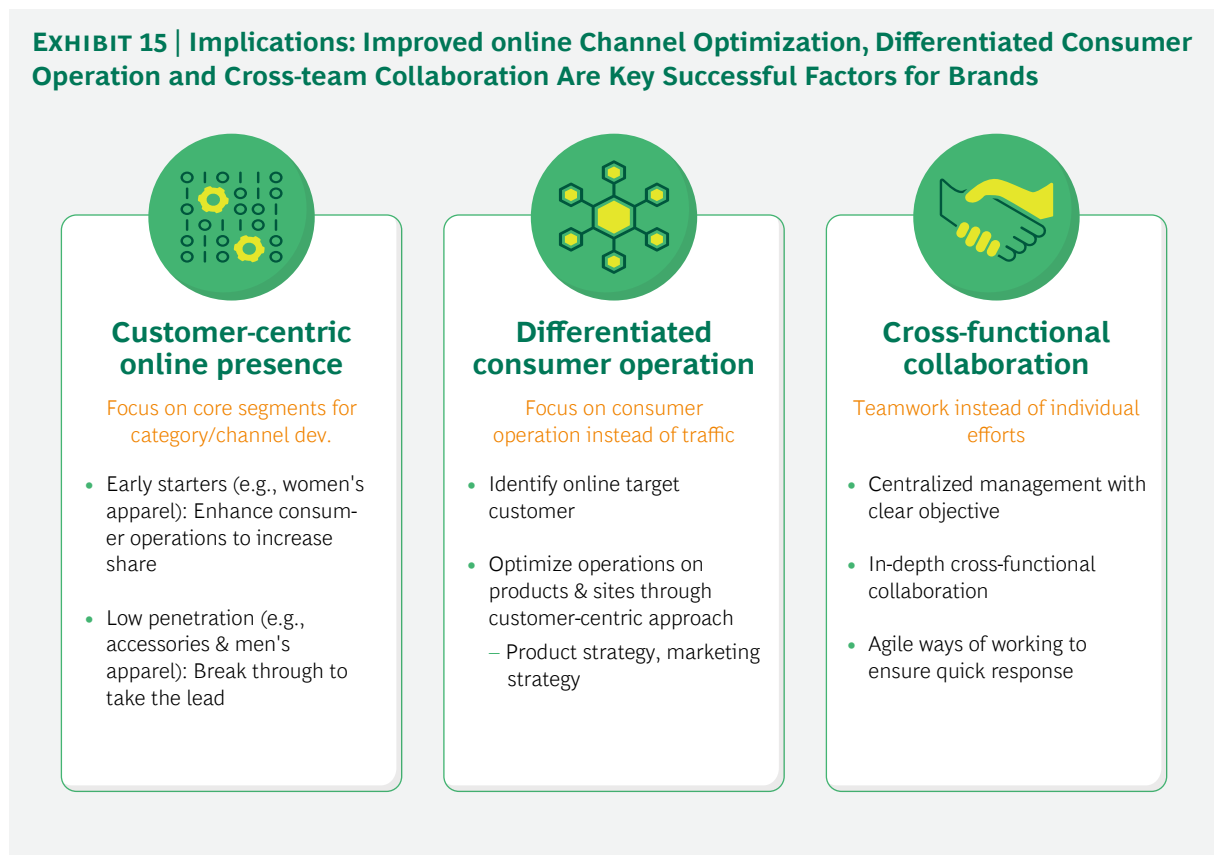 EXHIBIT 15 | Implications: Improved online Channel Optimization, Differentiated Consumer
Operation and Cross-team Collaboration Are Key Successful Factors for Brands
Customer-centric
online presence
Focus on core segments for
category/channel dev.
• Early starters (e.g., women's
apparel): Enhance consum-
er operations to increase
share
• Low penetration (e.g.,
accessories & men's
apparel): Break through to
take the lead
Differentiated
consumer operation
Focus on consumer
operation instead of traffic
• Identify online target
customer
• Optimize operations on
products & sites through
customer-centric approach
– Product strategy, marketing
strategy
Cross-functional
collaboration
Teamwork instead of individual
efforts
• Centralized management with
clear objective
• In-depth cross-functional
collaboration
• Agile ways of working to
ensure quick response